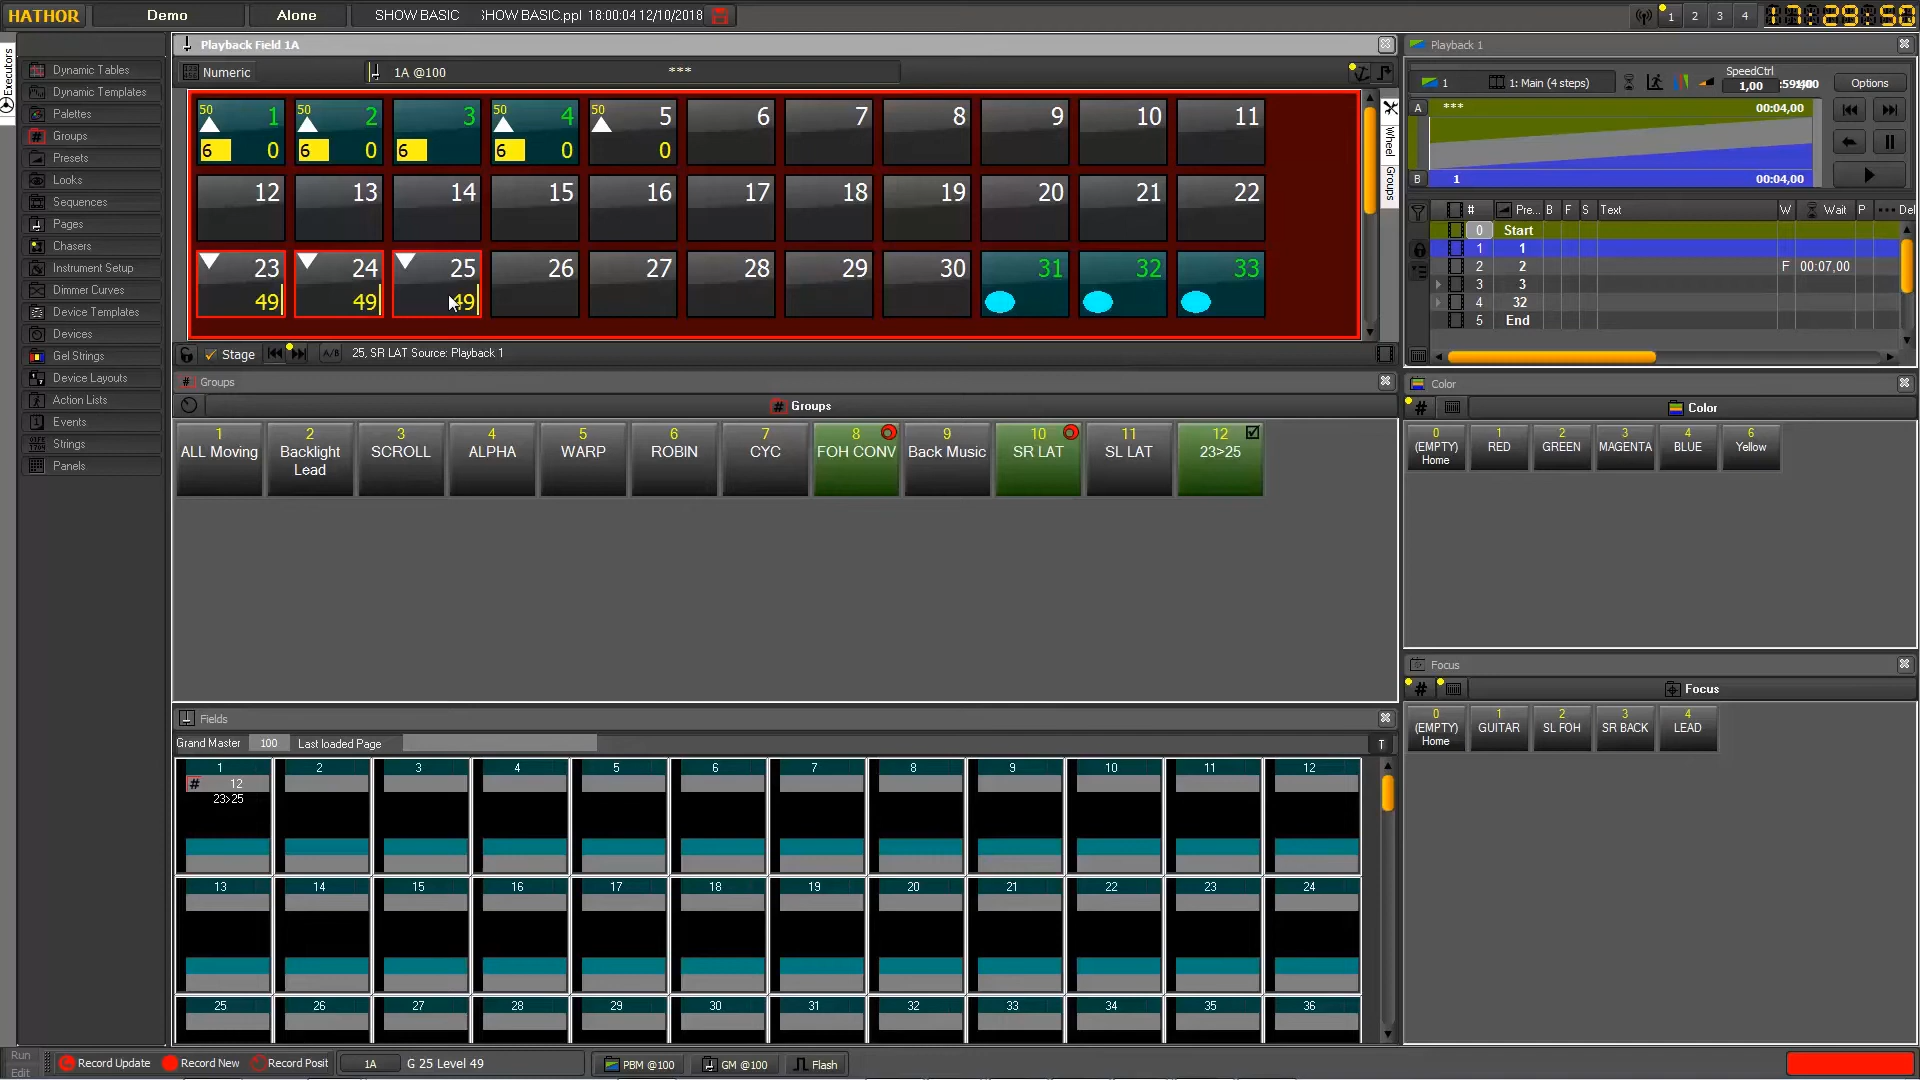 HATHOR Demo Alone SHOW BASIC SHOW BASIC.ppl 18:00:04 12/10/2018 1 2 3 4
Executors
Dynamic Tables
Dynamic Templates
Palettes
Groups
Presets
Looks
Sequences
Pages
Chasers
Instrument Setup
Dimmer Curves
Device Templates
Devices
Gel Strings
Device Layouts
Action Lists
Events
Strings
Panels
Playback Field 1A
Numeric 1A @100 ***
50 1 50 2 3 50 4 50 5 6 7 8 9 10 11
6 0 6 0 6 6 0 0
12 13 14 15 16 17 18 19 20 21 22
23 24 25 26 27 28 29 30 31 32 33
49 49 49
Wheel
Groups
Stage A/B 25, SR LAT Source: Playback 1
Groups
# Groups
1 2 3 4 5 6 7 8 9 10 11 12
ALL Moving Backlight Lead SCROLL ALPHA WARP ROBIN CYC FOH CONV Back Music SR LAT SL LAT 23>25
Fields
Grand Master 100 Last loaded Page T
1 2 3 4 5 6 7 8 9 10 11 12
# 12
23>25
13 14 15 16 17 18 19 20 21 22 23 24
25 26 27 28 29 30 31 32 33 34 35 36
Playback 1
1 1: Main (4 steps) SpeedCtrl 1,00 Options
A *** 00:04,00
B 1 00:04,00
# Pre... B F S Text W Wait P Del
0 Start
1 1
2 2 F 00:07,00
3 3
4 32
5 End
Color
# Color
0 1 2 3 4 6
(EMPTY) Home RED GREEN MAGENTA BLUE Yellow
Focus
# Focus
0 1 2 3 4
(EMPTY) Home GUITAR SL FOH SR BACK LEAD
Run
Edit
Record Update Record New Record Posit 1A G 25 Level 49 PBM @100 GM @100 Flash